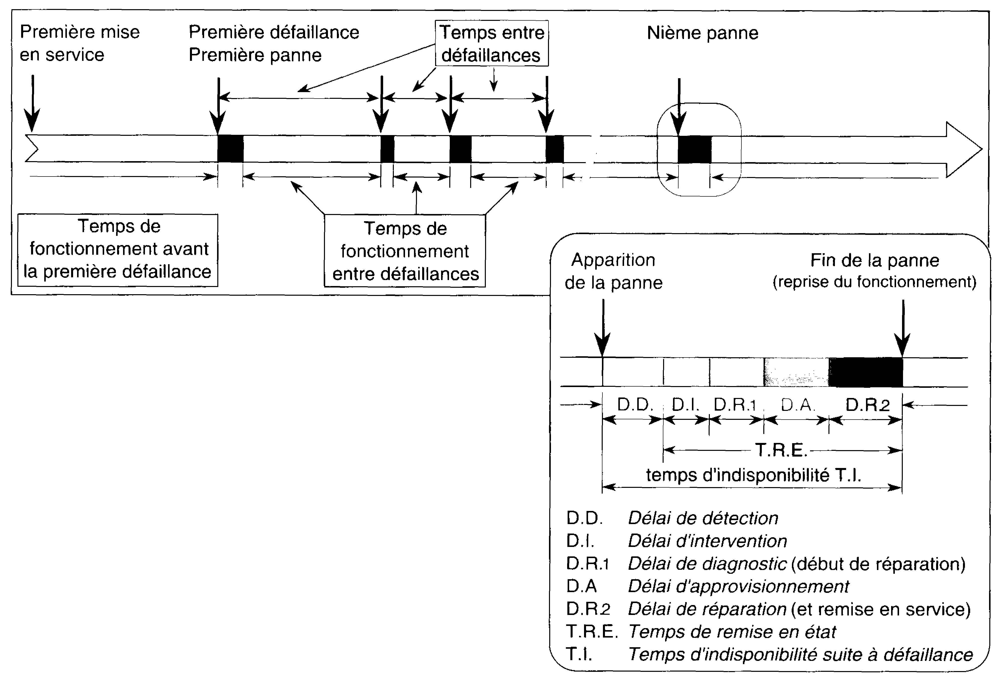 Première mise
en service
Première défaillance
Première panne
Temps entre
défaillances
Nième panne
Temps de
fonctionnement avant
la première défaillance
Temps de
fonctionnement
entre défaillances
Apparition
de la panne
Fin de la panne
(reprise du fonctionnement)
D.D. D.I. D.R.1 D.A. D.R.2
T.R.E.
temps d'indisponibilité T.I.
D.D. Délai de détection
D.I. Délai d'intervention
D.R.1 Délai de diagnostic (début de réparation)
D.A Délai d'approvisionnement
D.R.2 Délai de réparation (et remise en service)
T.R.E. Temps de remise en état
T.I. Temps d'indisponibilité suite à défaillance